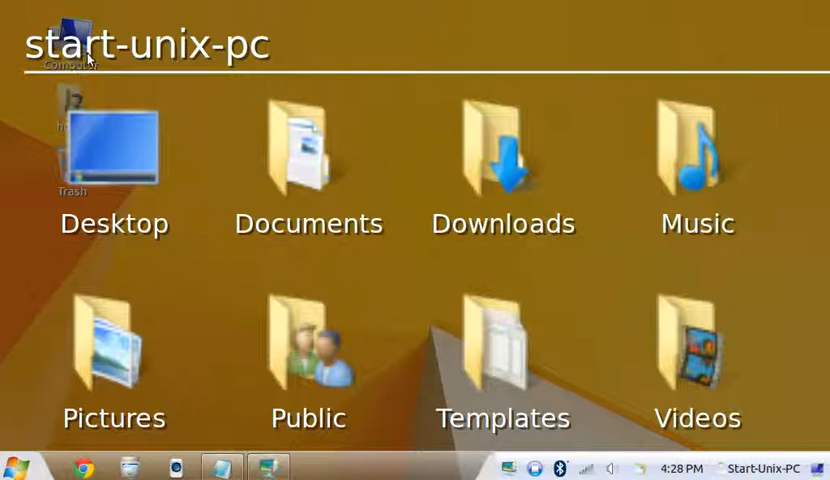 start-unix-pc
Computer
Trash
Desktop
Documents
Downloads
Music
Pictures
Public
Templates
Videos
4:28 PM
Start-Unix-PC